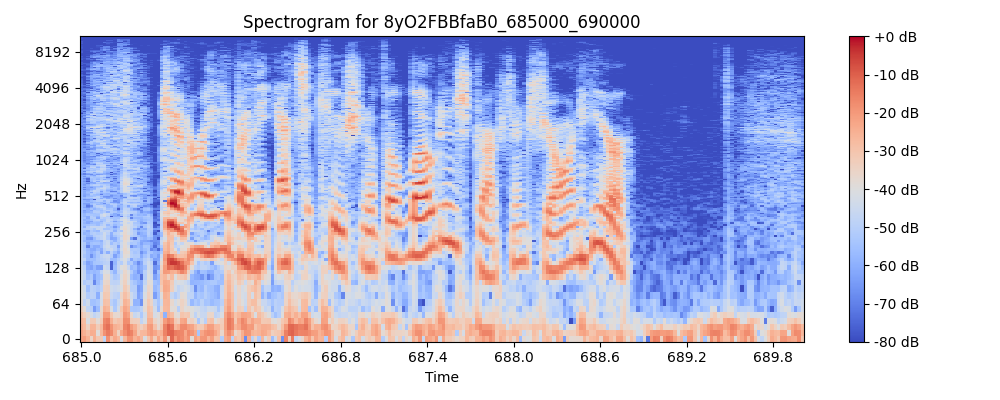 Spectrogram for 8yO2FBBfaB0_685000_690000
8192
4096
2048
1024
512
256
128
64
0
Hz
685.0 685.6 686.2 686.8 687.4 688.0 688.6 689.2 689.8
Time
+0 dB
-10 dB
-20 dB
-30 dB
-40 dB
-50 dB
-60 dB
-70 dB
-80 dB